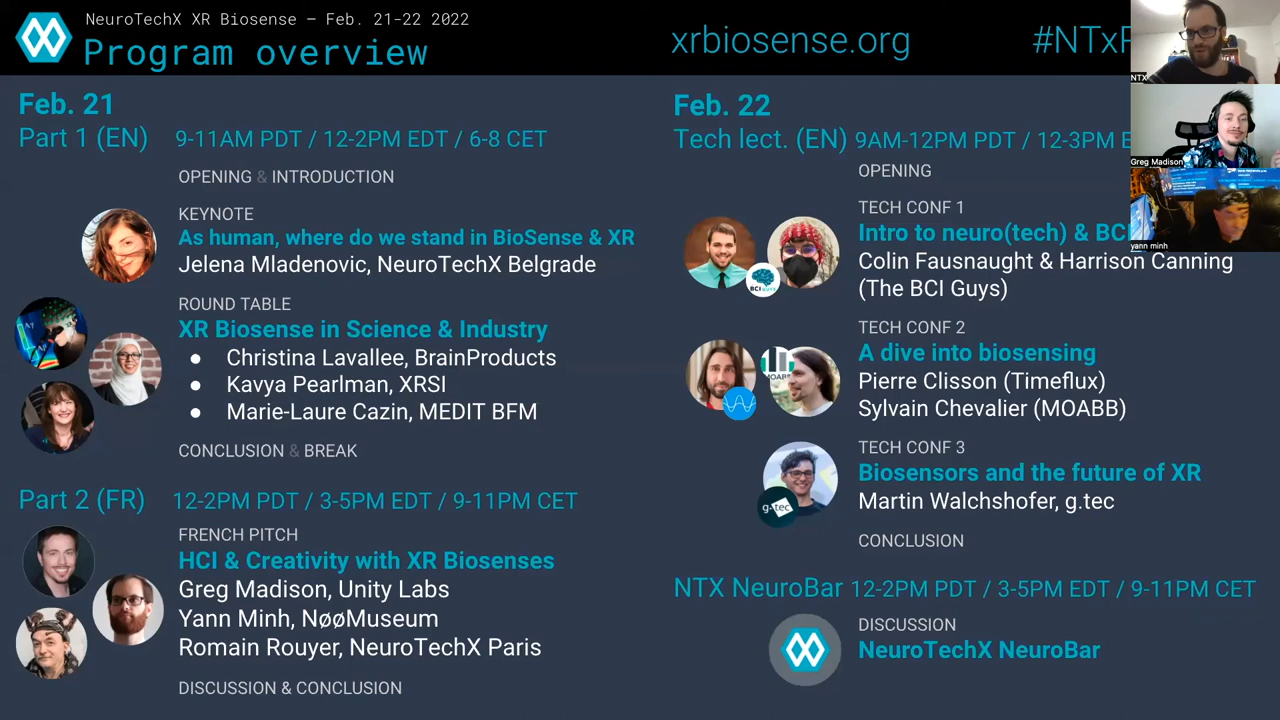 NeuroTechX XR Biosense – Feb. 21-22 2022
Program overview
xrbiosense.org
Feb. 21
Part 1 (EN) 9-11AM PDT / 12-2PM EDT / 6-8 CET
OPENING & INTRODUCTION
KEYNOTE
As human, where do we stand in BioSense & XR
Jelena Mladenovic, NeuroTechX Belgrade
ROUND TABLE
XR Biosense in Science & Industry
● Christina Lavallee, BrainProducts
● Kavya Pearlman, XRSI
● Marie-Laure Cazin, MEDIT BFM
CONCLUSION & BREAK
Part 2 (FR) 12-2PM PDT / 3-5PM EDT / 9-11PM CET
FRENCH PITCH
HCI & Creativity with XR Biosenses
Greg Madison, Unity Labs
Yann Minh, NøøMuseum
Romain Rouyer, NeuroTechX Paris
DISCUSSION & CONCLUSION
Feb. 22
Tech lect. (EN) 9AM-12PM PDT / 12-3PM
OPENING
TECH CONF 1
Intro to neuro(tech) &
Colin Fausnaught & Harrison Canning
(The BCI Guys)
BCI
GUYS
TECH CONF 2
A dive into biosensing
Pierre Clisson (Timeflux)
Sylvain Chevalier (MOABB)
TECH CONF 3
Biosensors and the future of XR
Martin Walchshofer, g.tec
g.tec
CONCLUSION
NTX NeuroBar 12-2PM PDT / 3-5PM EDT / 9-11PM CET
DISCUSSION
NeuroTechX NeuroBar
NTX
Greg Madison
yann minh